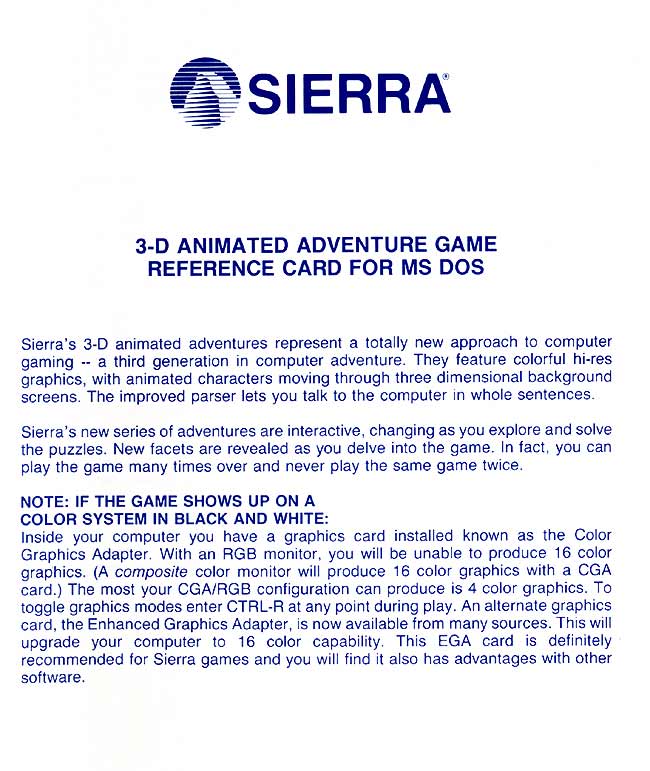 SIERRA®
3-D ANIMATED ADVENTURE GAME
REFERENCE CARD FOR MS DOS
Sierra's 3-D animated adventures represent a totally new approach to computer
gaming -- a third generation in computer adventure. They feature colorful hi-res
graphics, with animated characters moving through three dimensional background
screens. The improved parser lets you talk to the computer in whole sentences.
Sierra's new series of adventures are interactive, changing as you explore and solve
the puzzles. New facets are revealed as you delve into the game. In fact, you can
play the game many times over and never play the same game twice.
NOTE: IF THE GAME SHOWS UP ON A
COLOR SYSTEM IN BLACK AND WHITE:
Inside your computer you have a graphics card installed known as the Color
Graphics Adapter. With an RGB monitor, you will be unable to produce 16 color
graphics. (A composite color monitor will produce 16 color graphics with a CGA
card.) The most your CGA/RGB configuration can produce is 4 color graphics. To
toggle graphics modes enter CTRL-R at any point during play. An alternate graphics
card, the Enhanced Graphics Adapter, is now available from many sources. This will
upgrade your computer to 16 color capability. This EGA card is definitely
recommended for Sierra games and you will find it also has advantages with other
software.